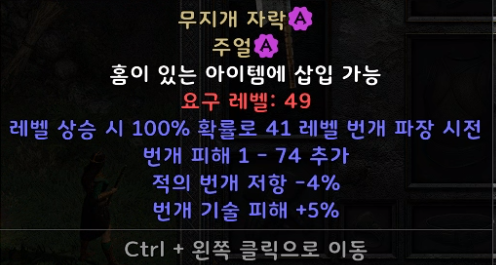 무지개 자락 A
주얼 A
홈이 있는 아이템에 삽입 가능
요구 레벨: 49
레벨 상승 시 100% 확률로 41 레벨 번개 파장 시전
번개 피해 1 - 74 추가
적의 번개 저항 -4%
번개 기술 피해 +5%
Ctrl + 왼쪽 클릭으로 이동